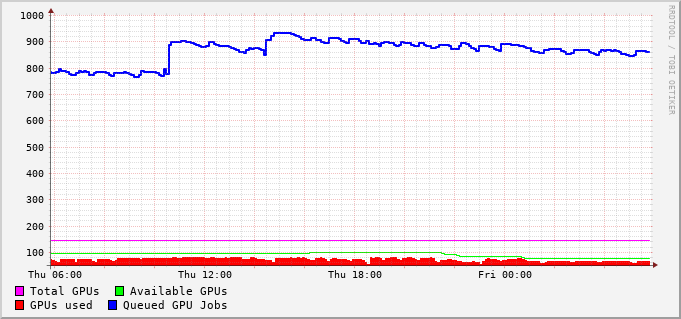 1000
900
800
700
600
500
400
300
200
100
Thu 06:00 Thu 12:00 Thu 18:00 Fri 00:00
Total GPUs Available GPUs
GPUs used Queued GPU Jobs
RRDTOOL / TOBI OETIKER